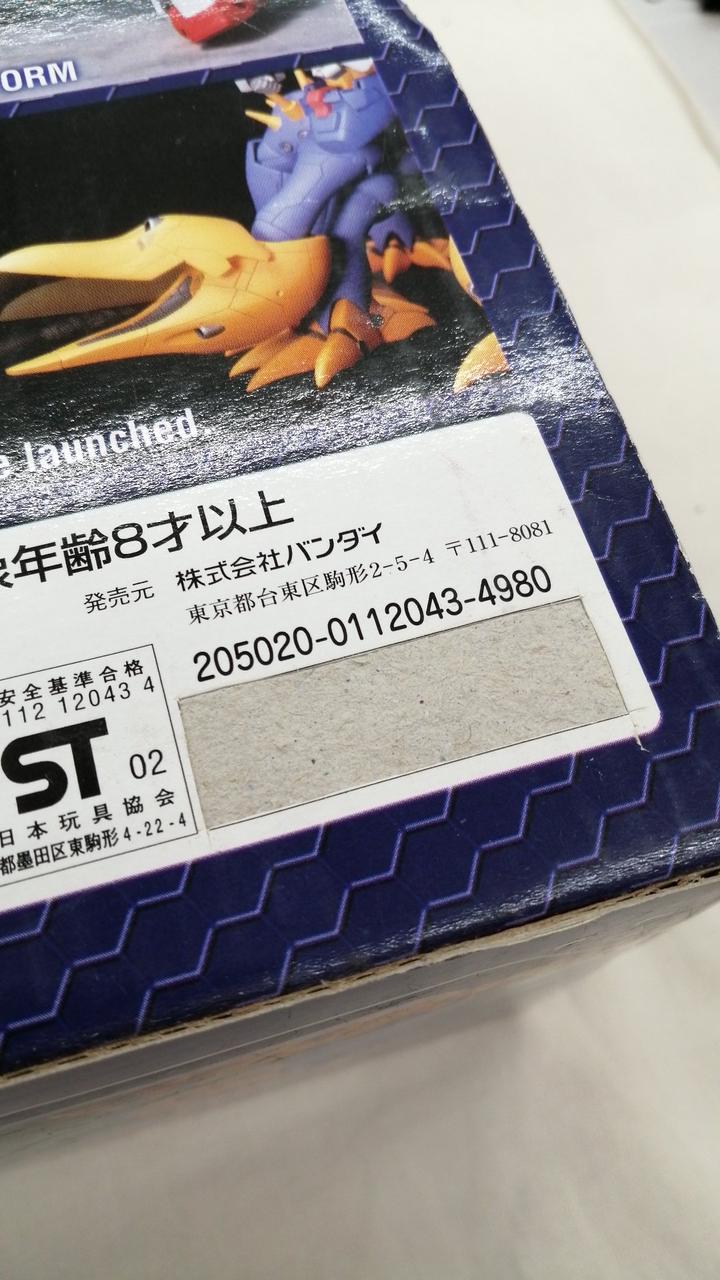 ORM
e launched.
象年齢8才以上
発売元 株式会社バンダイ
東京都台東区駒形2-5-4 〒111-8081
205020-0112043-4980
安全基準合格
112 12043 4
ST 02
日本玩具協会
都墨田区東駒形4-22-4